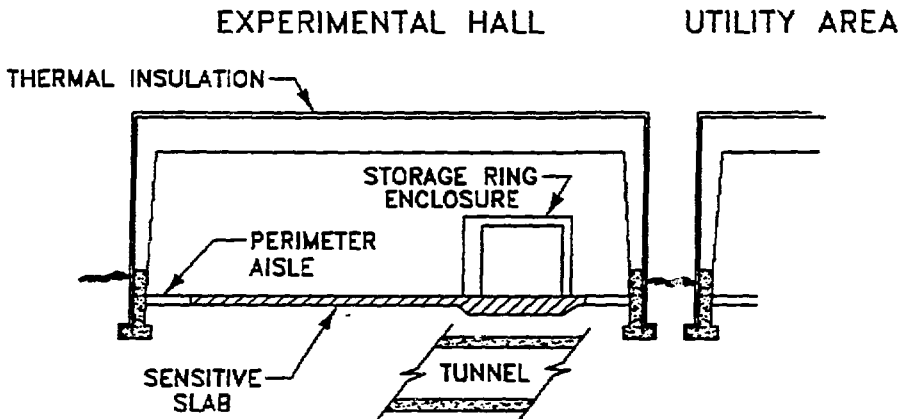 EXPERIMENTAL HALL
UTILITY AREA
THERMAL INSULATION
STORAGE RING
ENCLOSURE
PERIMETER
AISLE
SENSITIVE
SLAB
TUNNEL